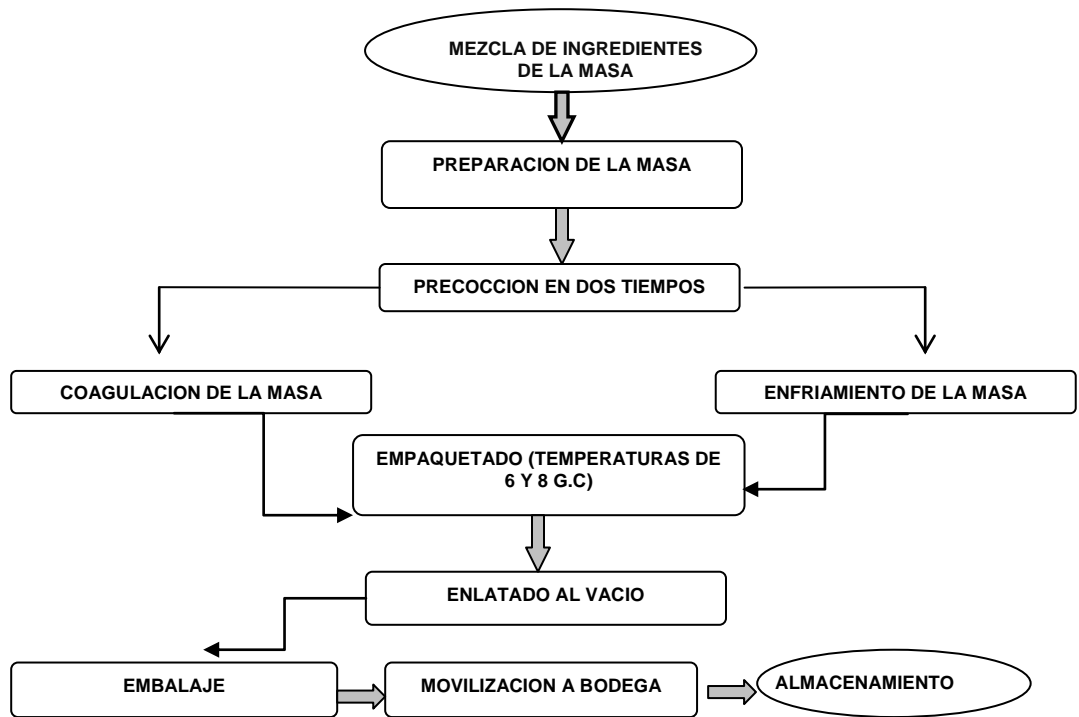 MEZCLA DE INGREDIENTES
DE LA MASA
PREPARACION DE LA MASA
PRECOCCION EN DOS TIEMPOS
COAGULACION DE LA MASA
ENFRIAMIENTO DE LA MASA
EMPAQUETADO (TEMPERATURAS DE
6 Y 8 G.C)
ENLATADO AL VACIO
EMBALAJE
MOVILIZACION A BODEGA
ALMACENAMIENTO